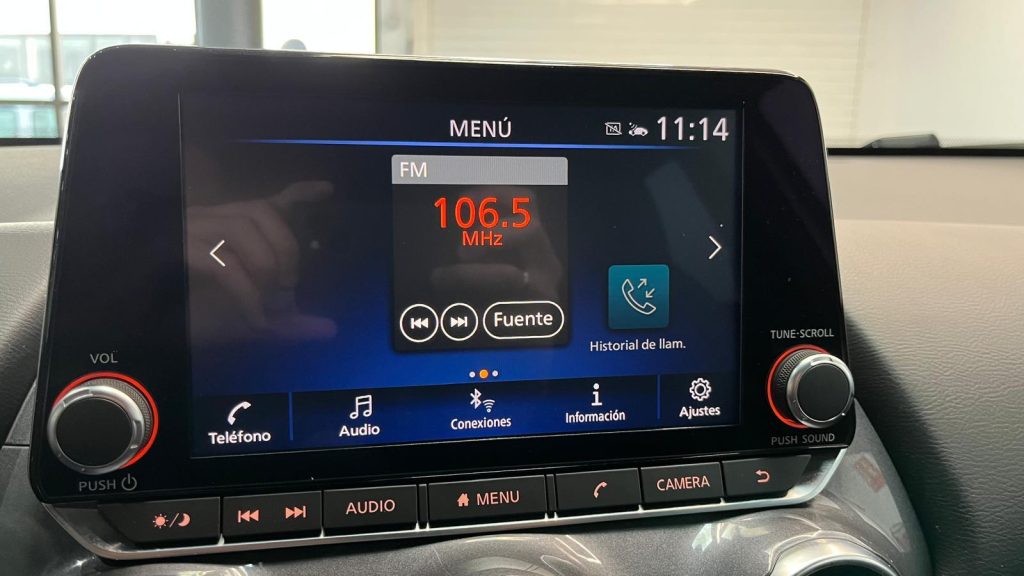 MENÚ
TA
11:14
FM
106.5
MHz
Fuente
Historial de llam.
Teléfono
Audio
Conexiones
Información
Ajustes
VOL
PUSH
TUNE·SCROLL
PUSH SOUND
AUDIO
MENU
CAMERA